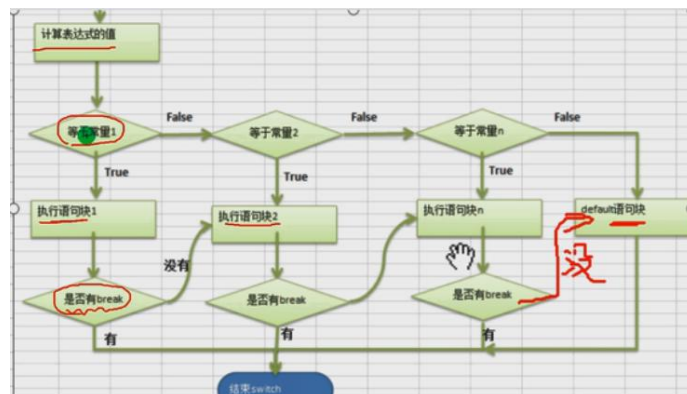 计算表达式的值
等于常量1
False
等于常量2
False
等于常量n
False
True
True
True
执行语句块1
执行语句块2
执行语句块n
default语句块
没有
没
是否有break
是否有break
是否有break
有
有
有
结束switch